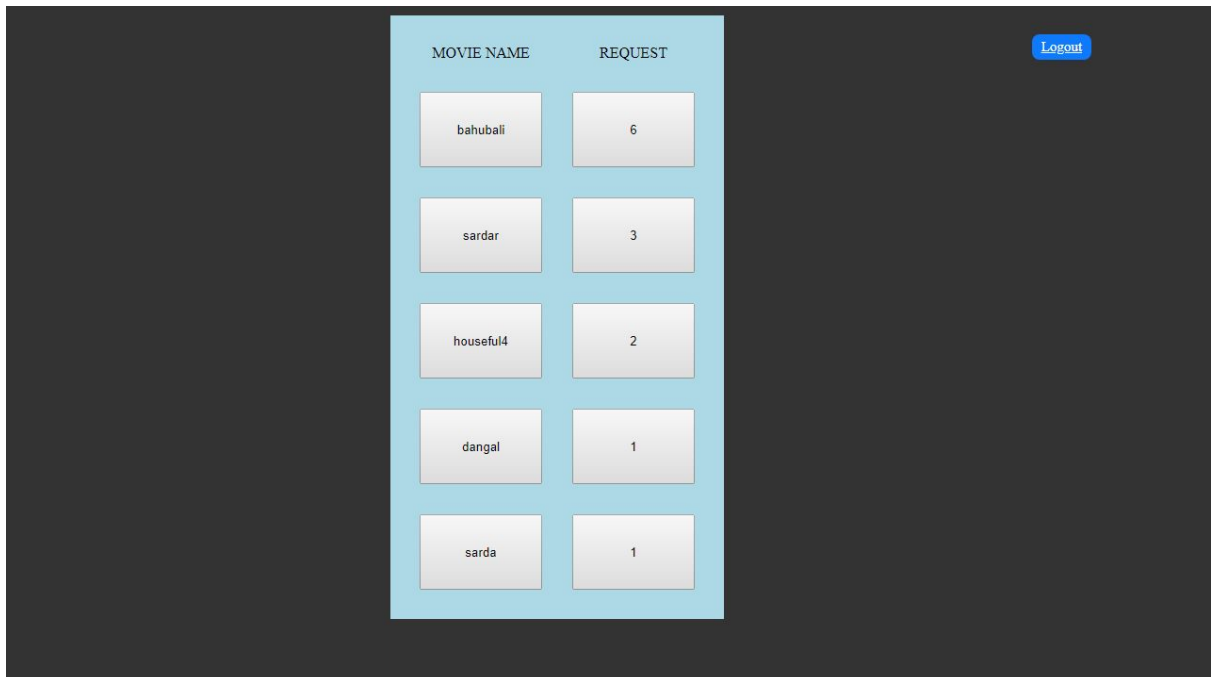 MOVIE NAME REQUEST Logout
bahubali 6
sardar 3
houseful4 2
dangal 1
sarda 1